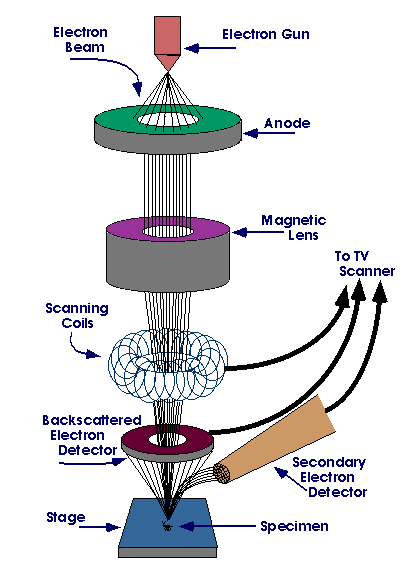 Electron
Beam
Electron Gun
Anode
Magnetic
Lens
To TV
Scanner
Scanning
Coils
Backscattered
Electron
Detector
Secondary
Electron
Detector
Stage
Specimen